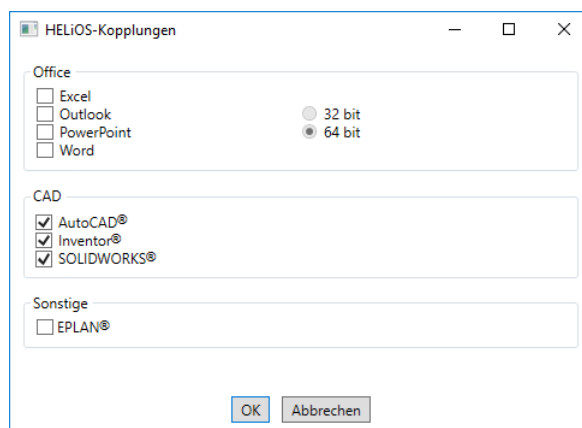 HELiOS-Kopplungen
Office
Excel
Outlook
32 bit
PowerPoint
64 bit
Word
CAD
AutoCAD®
Inventor®
SOLIDWORKS®
Sonstige
EPLAN®
OK Abbrechen